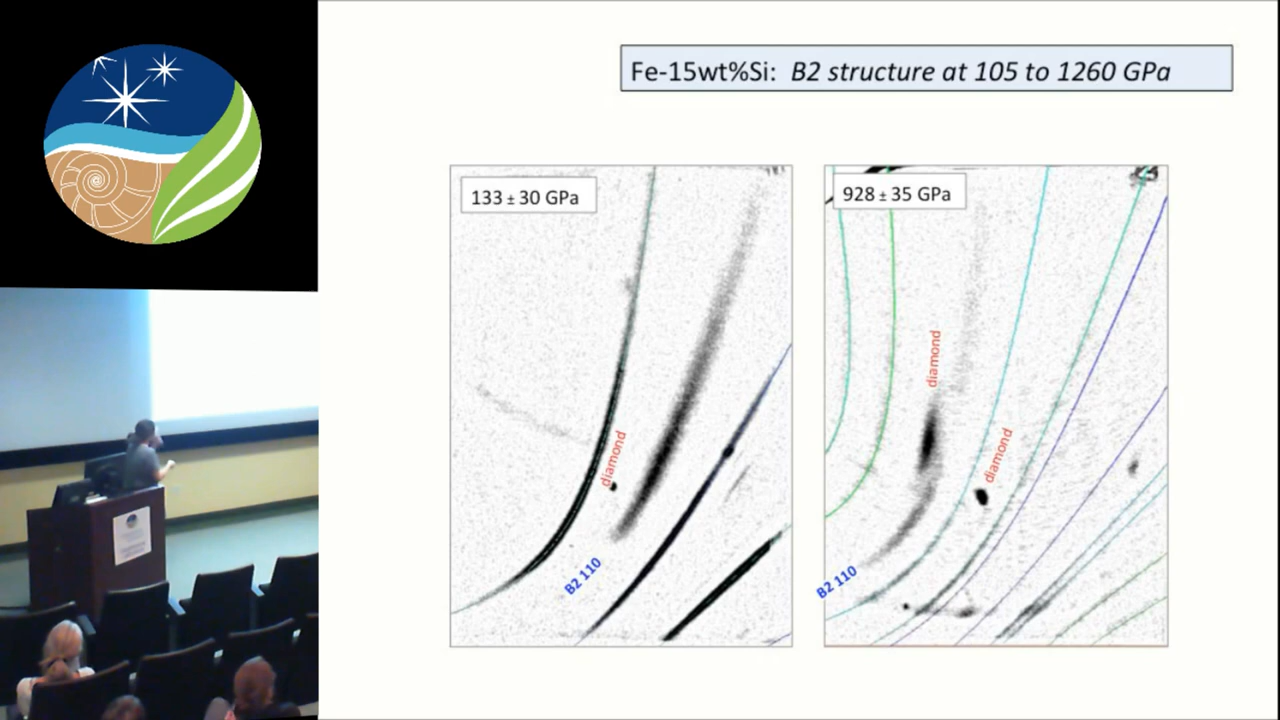 Fe-15wt%Si: B2 structure at 105 to 1260 GPa
133 ± 30 GPa
diamond
B2 110
928 ± 35 GPa
diamond
diamond
B2 110